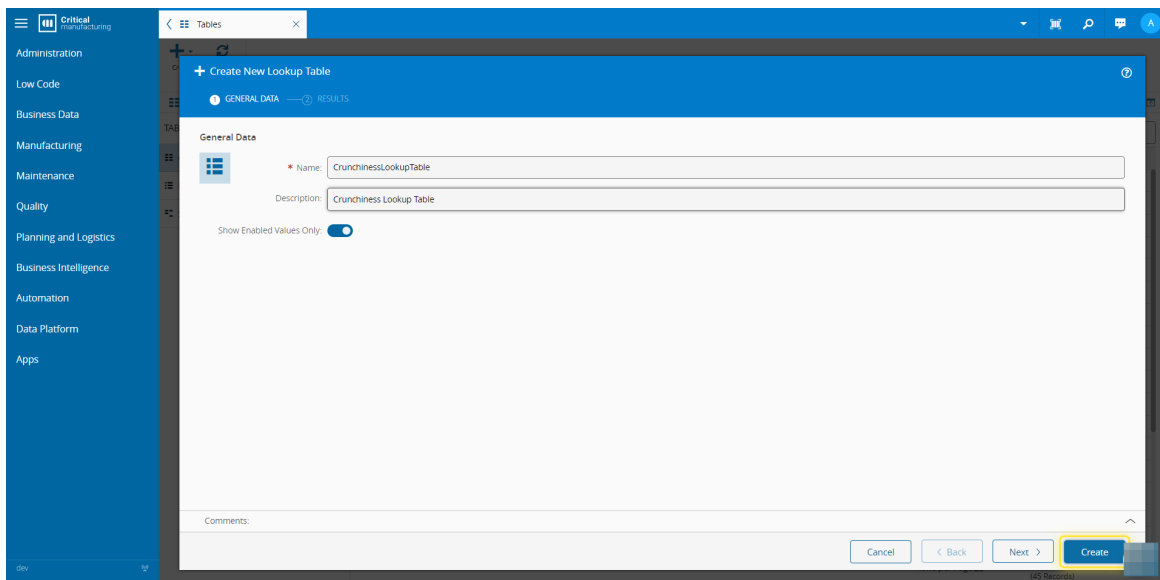 Critical
manufacturing
Tables
A
Administration
Low Code
Business Data
Manufacturing
Maintenance
Quality
Planning and Logistics
Business Intelligence
Automation
Data Platform
Apps
dev
Create New Lookup Table
1 GENERAL DATA 2 RESULTS
General Data
* Name: CrunchinessLookupTable
Description: Crunchiness Lookup Table
Show Enabled Values Only:
Comments:
Cancel < Back Next > Create
(45 Records)